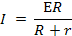 I = ER / (R + r)